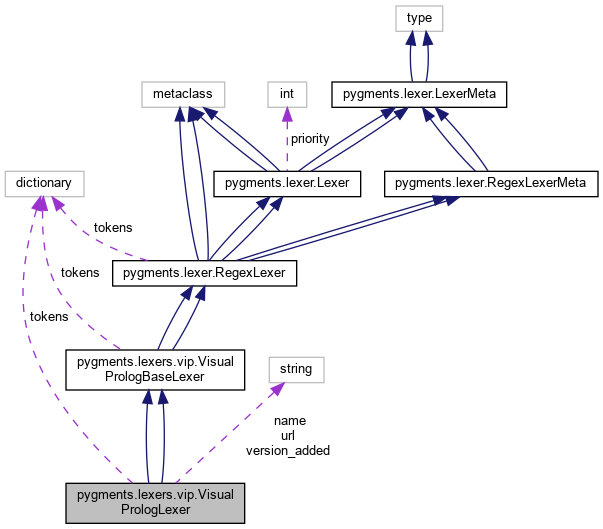 type
metaclass
int
pygments.lexer.LexerMeta
priority
dictionary
pygments.lexer.Lexer
pygments.lexer.RegexLexerMeta
tokens
pygments.lexer.RegexLexer
tokens
tokens
pygments.lexers.vip.Visual
PrologBaseLexer
string
name
url
version_added
pygments.lexers.vip.Visual
PrologLexer